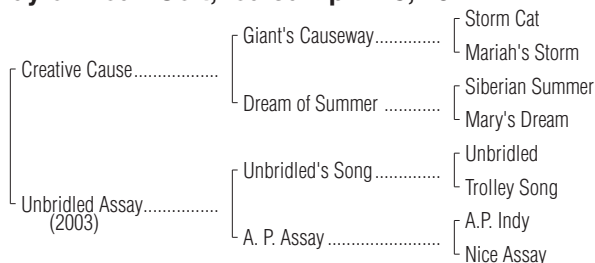 Storm Cat
Giant's Causeway..............
Mariah's Storm
Creative Cause..................
Siberian Summer
Dream of Summer ............
Mary's Dream
Unbridled
Unbridled's Song..............
Trolley Song
Unbridled Assay................
(2003)
A.P. Indy
A. P. Assay ........................
Nice Assay